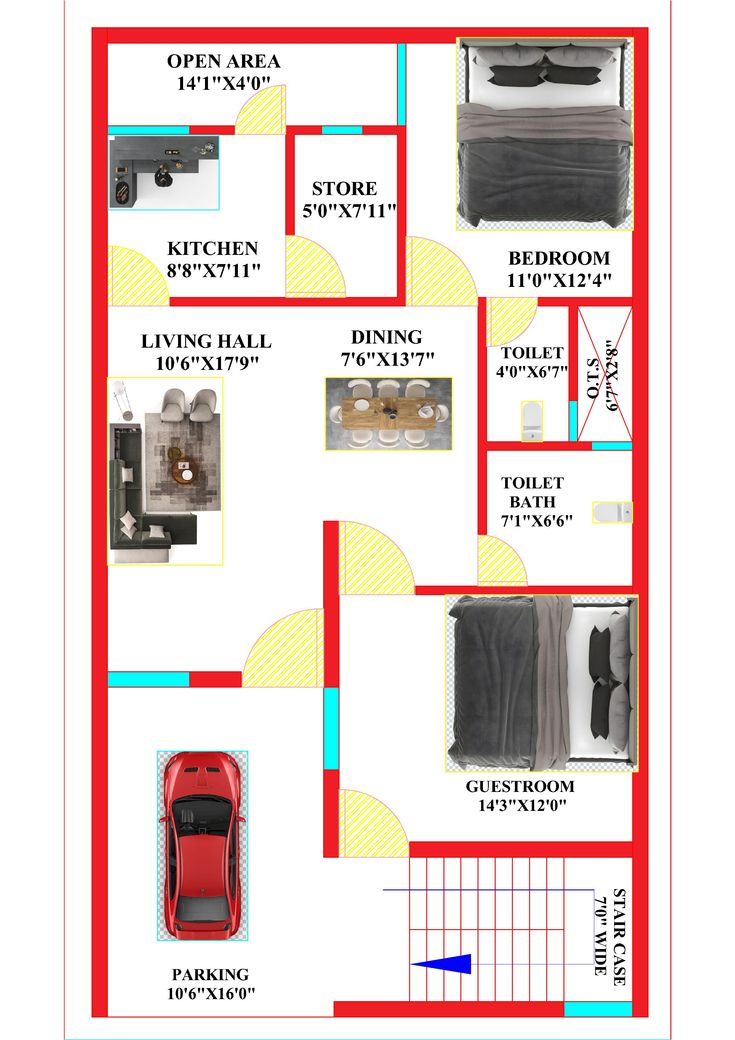 OPEN AREA
14'1"X4'0"
STORE
5'0"X7'11"
KITCHEN
8'8"X7'11"
BEDROOM
11'0"X12'4"
LIVING HALL
10'6"X17'9"
DINING
7'6"X13'7"
TOILET
4'0"X6'7"
O.T.S
6'7"X2'8"
TOILET
BATH
7'1"X6'6"
GUESTROOM
14'3"X12'0"
STAIR CASE
7'0" WIDE
PARKING
10'6"X16'0"